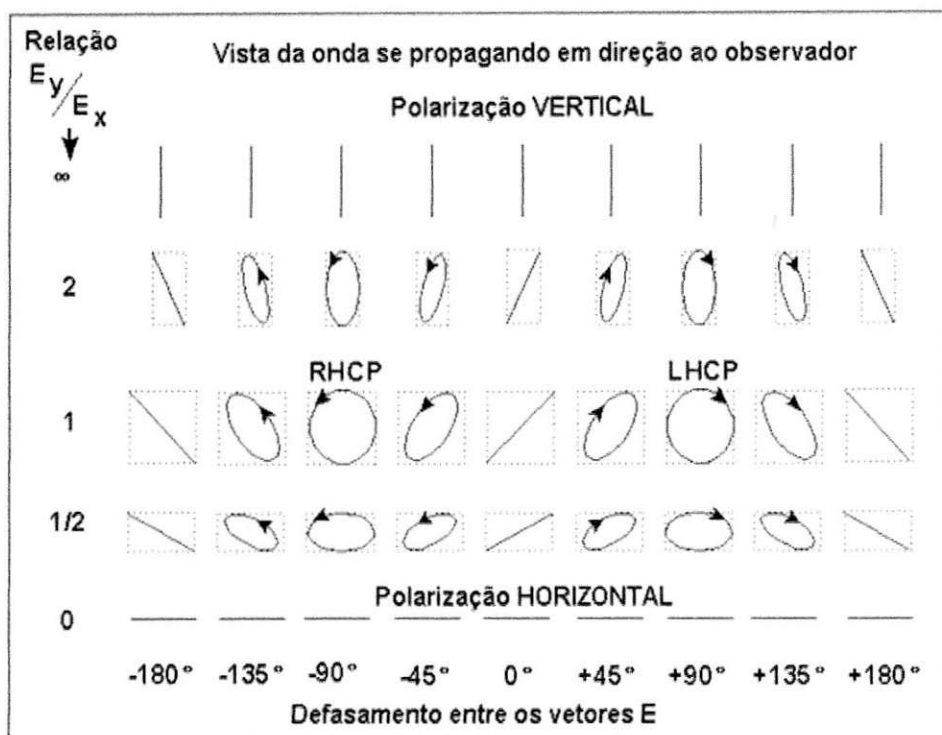 Relação
Ey/Ex
Vista da onda se propagando em direção ao observador
Polarização VERTICAL
∞
2
RHCP LHCP
1
1/2
Polarização HORIZONTAL
0
-180° -135° -90° -45° 0° +45° +90° +135° +180°
Defasamento entre os vetores E